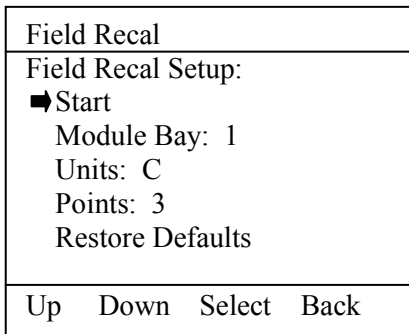 Field Recal
Field Recal Setup:
Start
Module Bay: 1
Units: C
Points: 3
Restore Defaults
Up Down Select Back